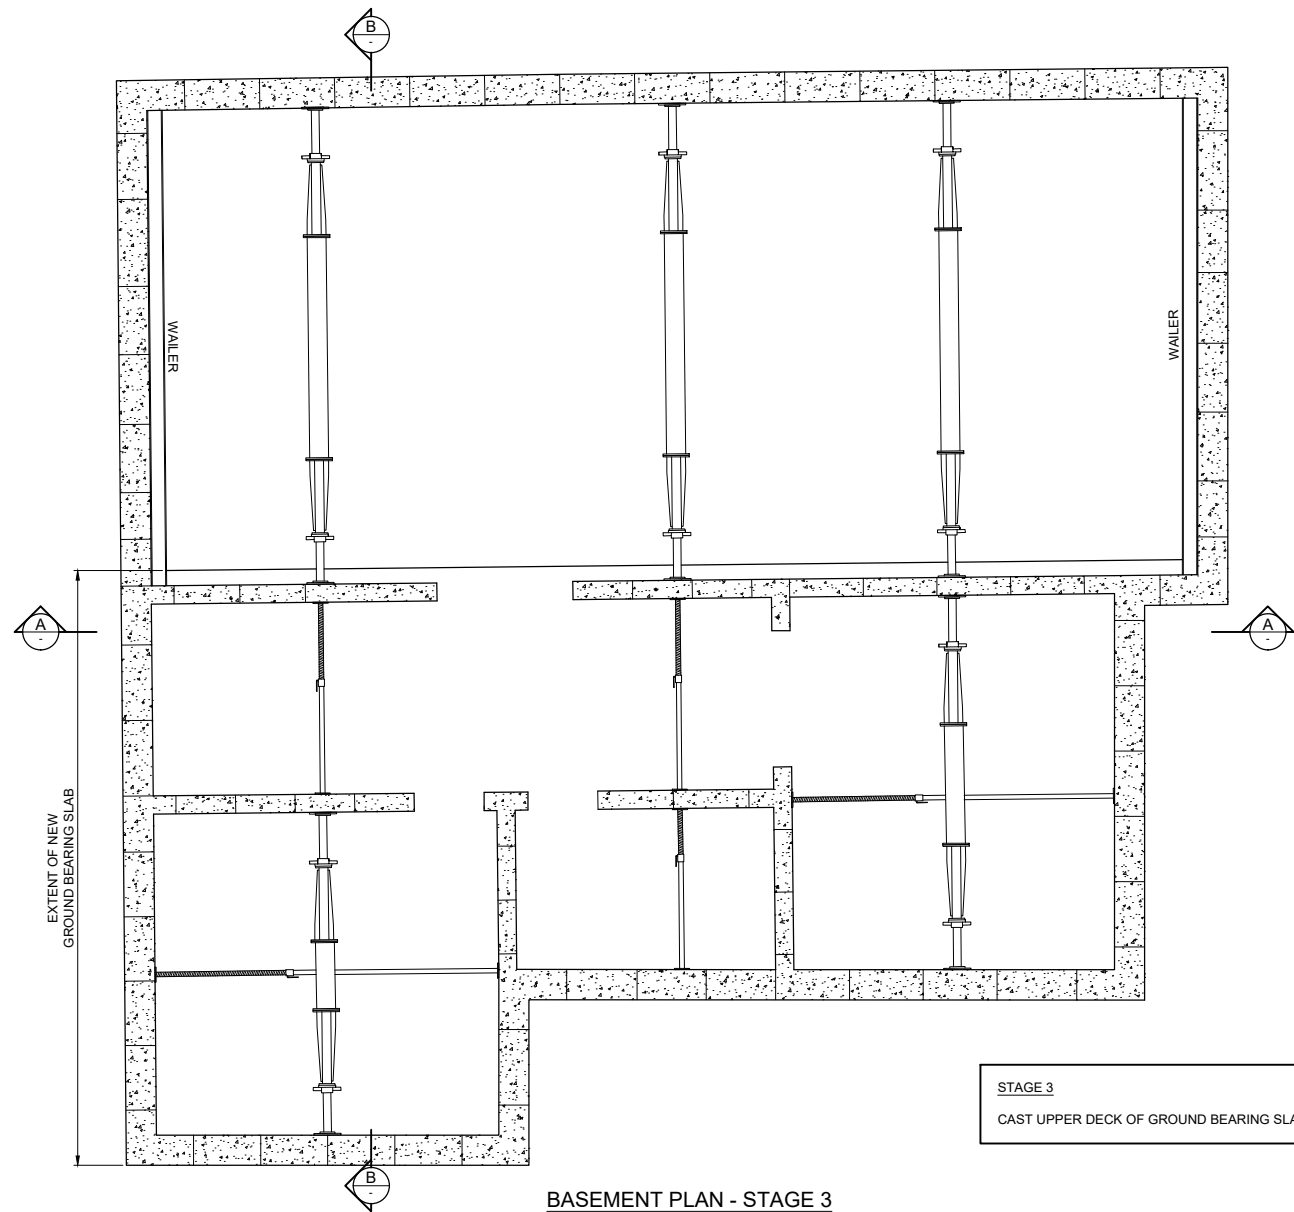 B
-
WAILER
WAILER
A
-
A
-
EXTENT OF NEW
GROUND BEARING SLAB
STAGE 3
CAST UPPER DECK OF GROUND BEARING SLA
B
-
BASEMENT PLAN - STAGE 3